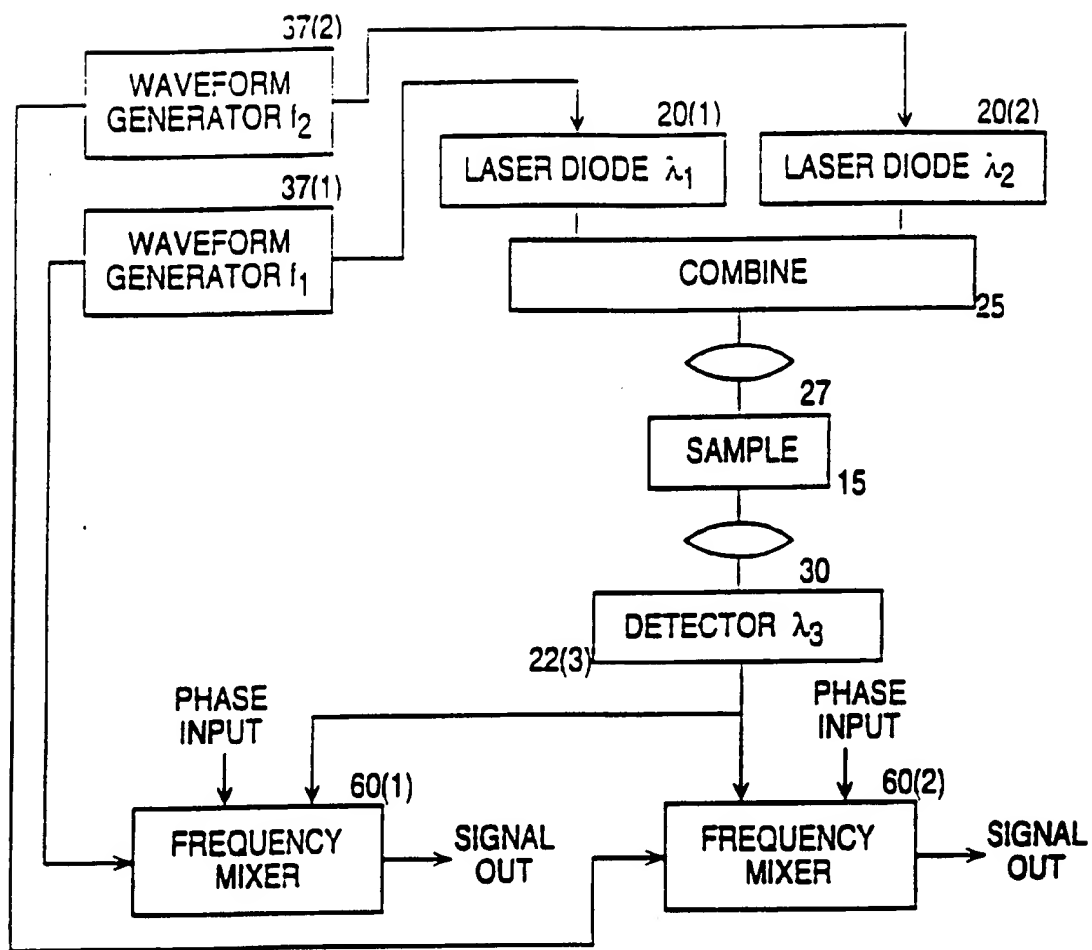 37(2)
WAVEFORM
GENERATOR f₂
20(1)
20(2)
LASER DIODE λ₁
LASER DIODE λ₂
37(1)
WAVEFORM
GENERATOR f₁
COMBINE
25
27
SAMPLE
15
30
DETECTOR λ₃
22(3)
PHASE
INPUT
PHASE
INPUT
60(1)
60(2)
FREQUENCY
MIXER
SIGNAL
OUT
FREQUENCY
MIXER
SIGNAL
OUT